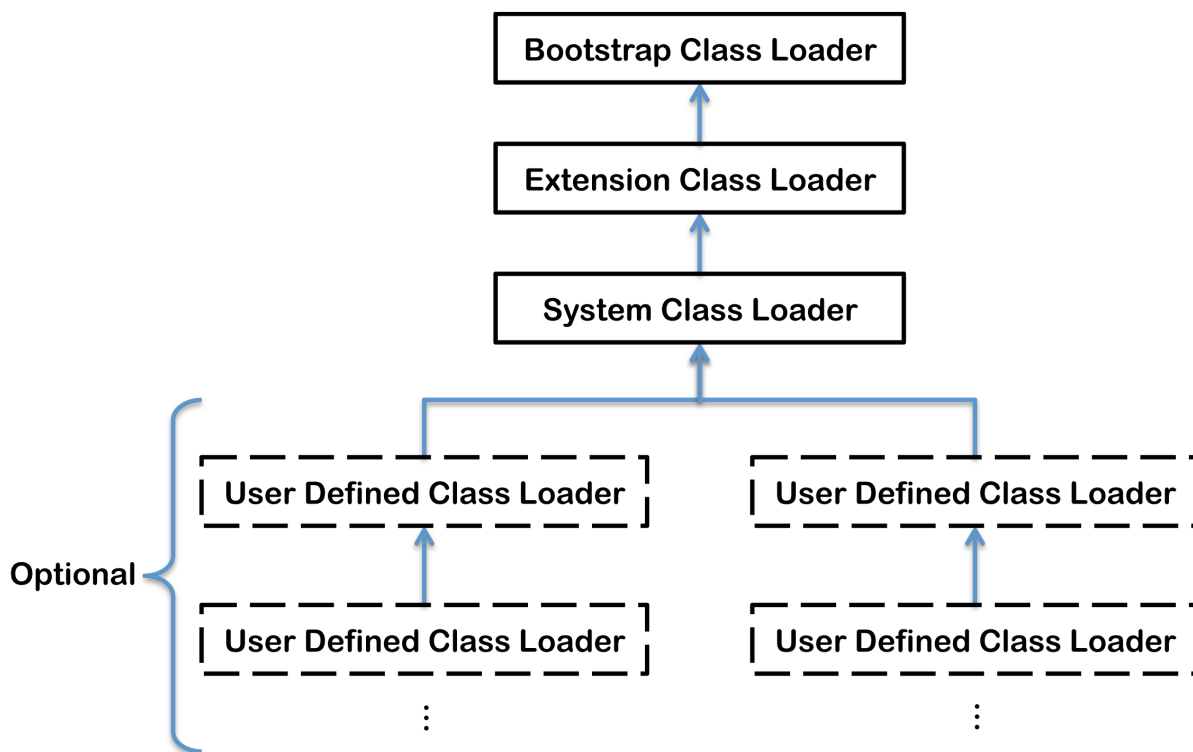 Bootstrap Class Loader
Extension Class Loader
System Class Loader
User Defined Class Loader
User Defined Class Loader
Optional
User Defined Class Loader
User Defined Class Loader
⋮
⋮